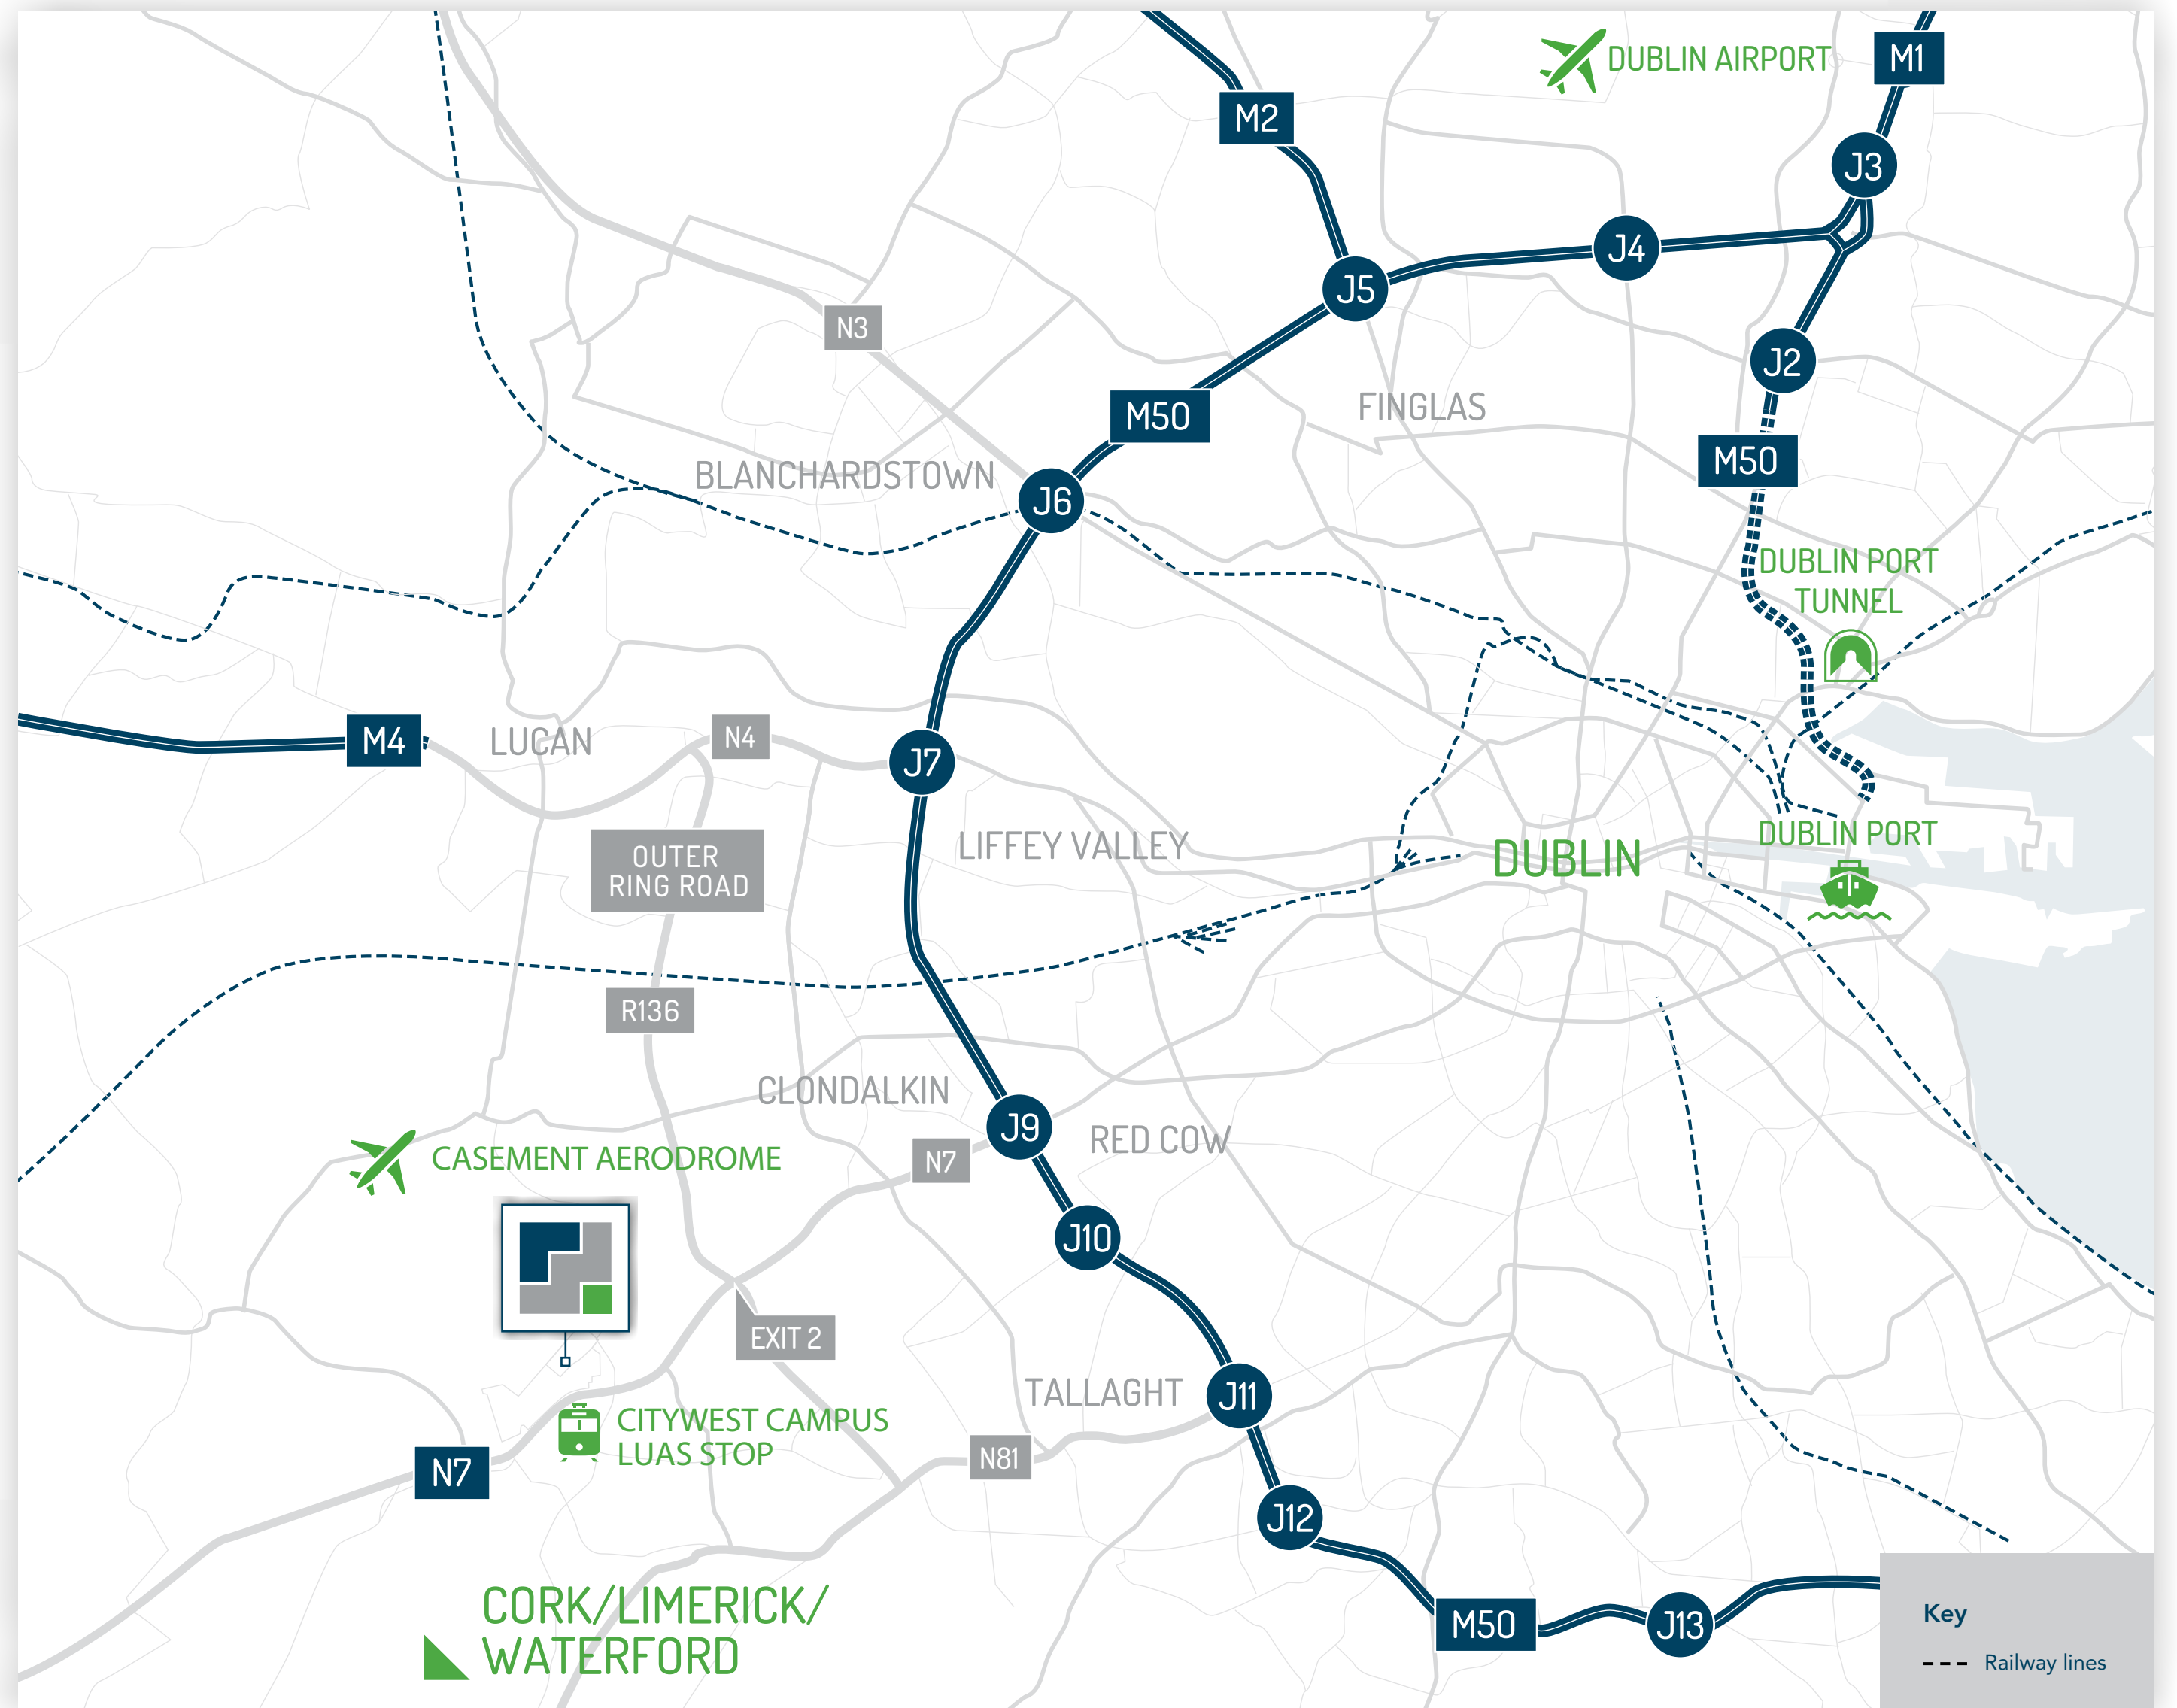 DUBLIN AIRPORT
M1
M2
J3
J4
J5
N3
J2
M50
FINGLAS
M50
BLANCHARDSTOWN
J6
DUBLIN PORT
TUNNEL
M4
LUCAN
N4
J7
OUTER
RING ROAD
LIFFEY VALLEY
DUBLIN
DUBLIN PORT
R136
CLONDALKIN
J9
RED COW
CASEMENT AERODROME
N7
J10
EXIT 2
TALLAGHT
J11
CITYWEST CAMPUS
LUAS STOP
N7
N81
J12
CORK/LIMERICK/
WATERFORD
M50
J13
Key
Railway lines